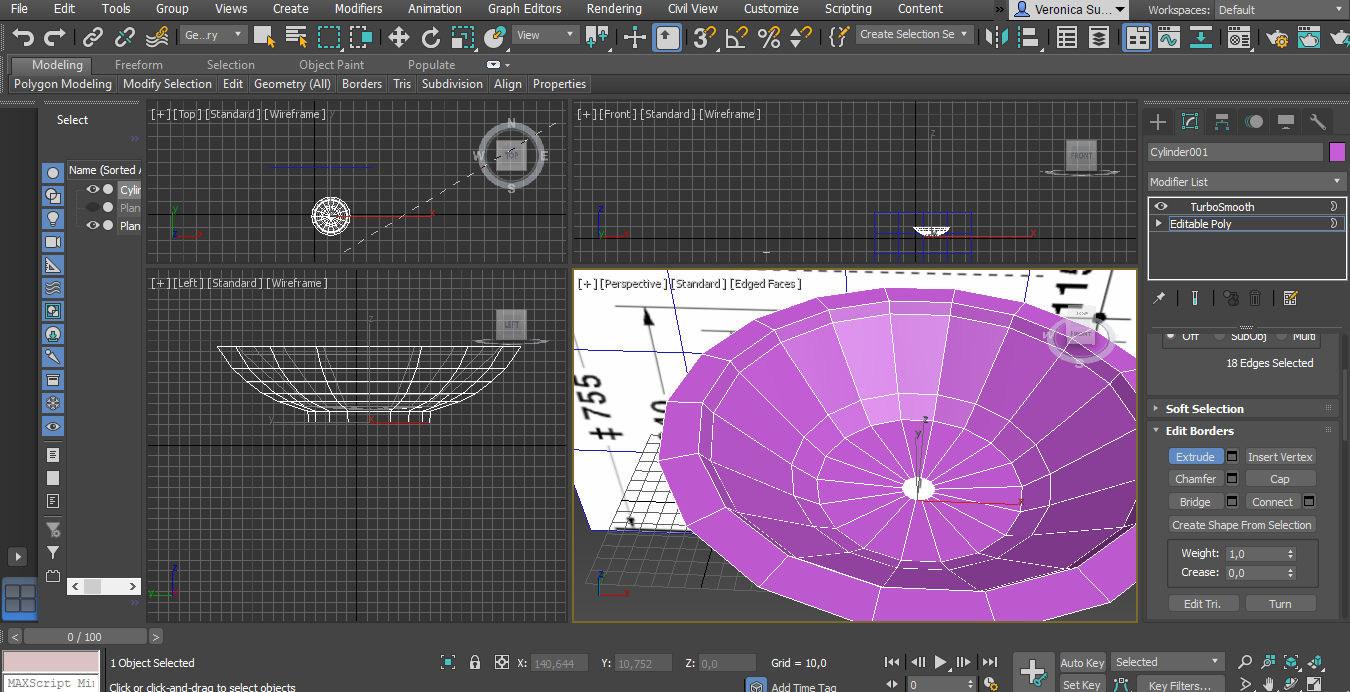 File Edit Tools Group Views Create Modifiers Animation Graph Editors Rendering Civil View Customize Scripting Content » Veronica Su... Workspaces: Default
Ge...ry View Create Selection Se
Modeling Freeform Selection Object Paint Populate
Polygon Modeling Modify Selection Edit Geometry (All) Borders Tris Subdivision Align Properties
Select
»
Name (Sorted A
Cylin
Plan
Plan
[+] [Top] [Standard] [Wireframe]
N
W TOP E
S
y
x
[+] [Front] [Standard] [Wireframe]
FRONT
z
x
[+] [Left] [Standard] [Wireframe]
LEFT
y
x
z
y
[+] [Perspective] [Standard] [Edged Faces]
115
755
TOP
W FRONT
S
z
y
x
z
x
Cylinder001
Modifier List
TurboSmooth
Editable Poly
Off SubObj Multi
18 Edges Selected
Soft Selection
Edit Borders
Extrude Insert Vertex
Chamfer Cap
Bridge Connect
Create Shape From Selection
Weight: 1,0
Crease: 0,0
Edit Tri. Turn
< 0 / 100 >
1 Object Selected X: 140,644 Y: 10,752 Z: 0,0 Grid = 10,0 Auto Key Selected
MAXScript Mi Click or click-and-drag to select objects Add Time Tag 0 Set Key Key Filters...